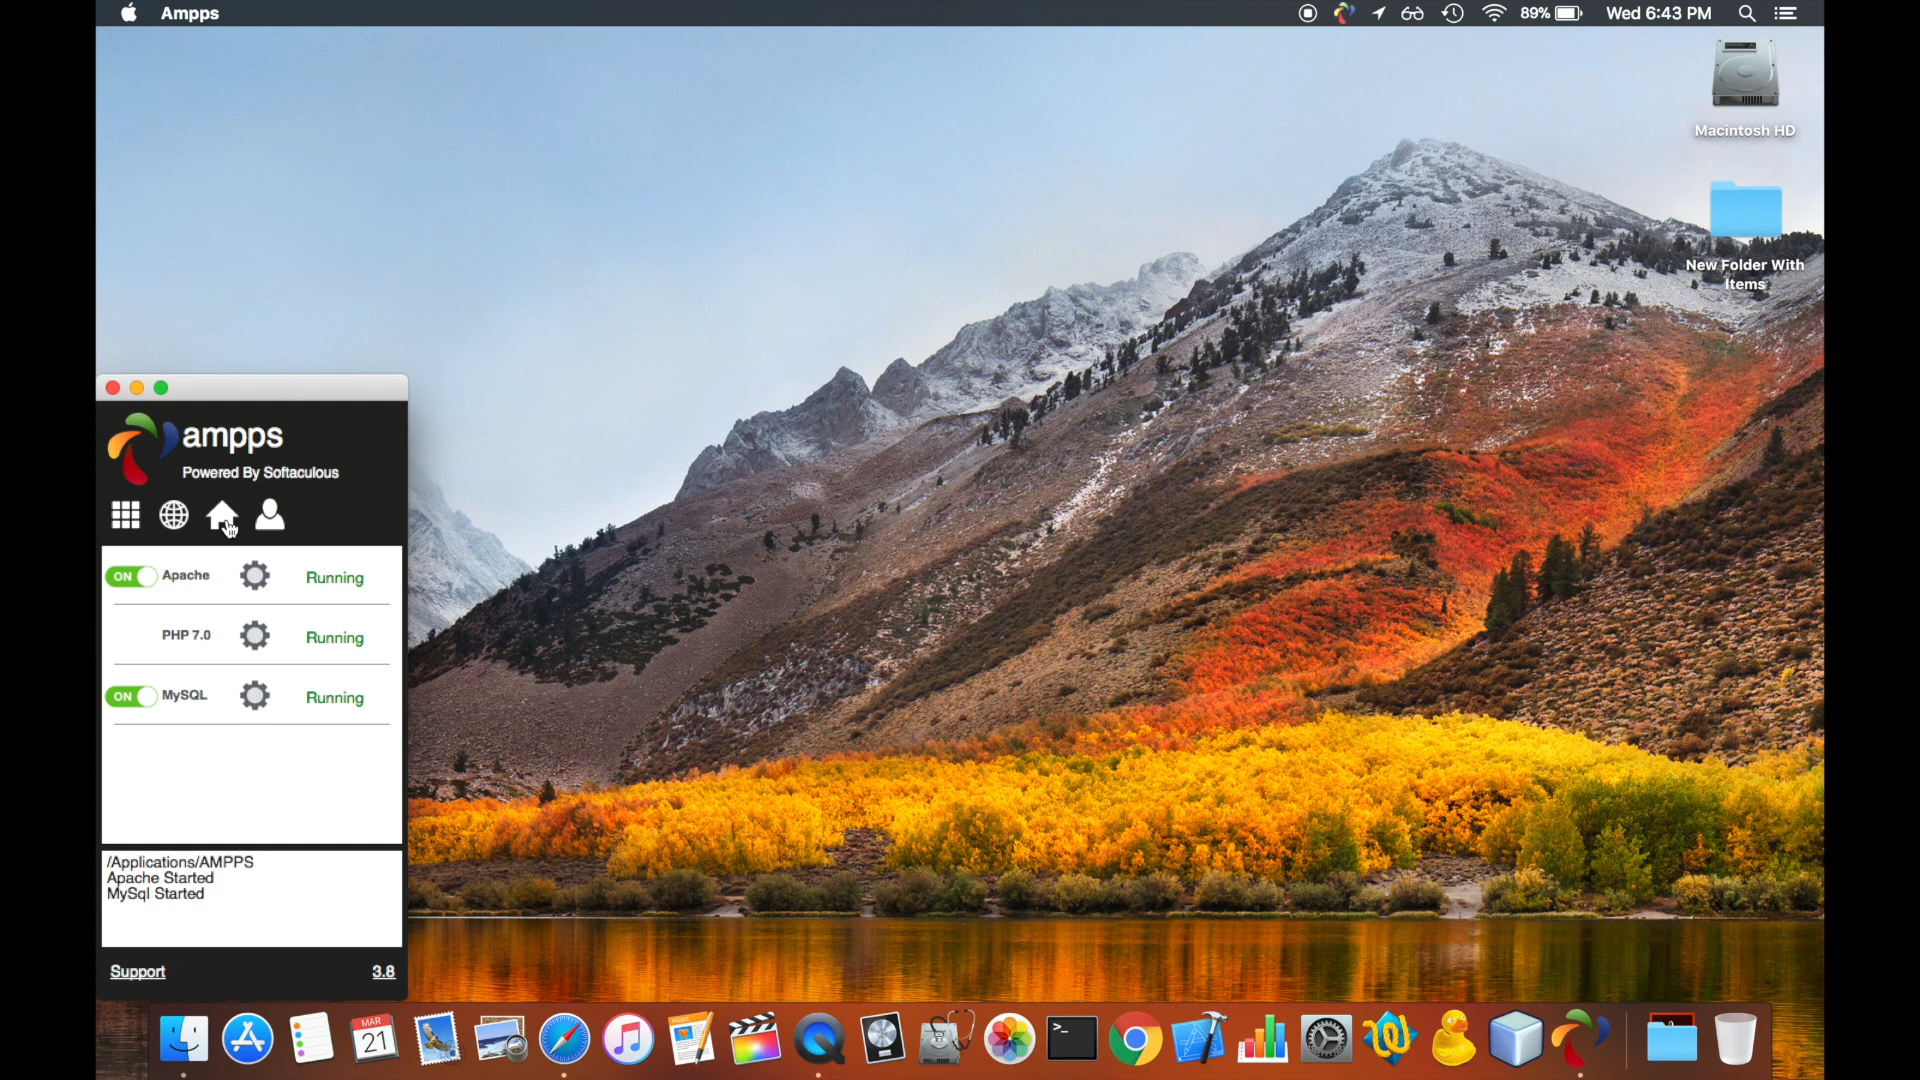 Ampps
89%
Wed 6:43 PM
Macintosh HD
New Folder With
Items
ampps
Powered By Softaculous
ON Apache Running
PHP 7.0 Running
ON MySQL Running
/Applications/AMPPS
Apache Started
MySql Started
Support 3.8
MAR
21
PAGES
>_